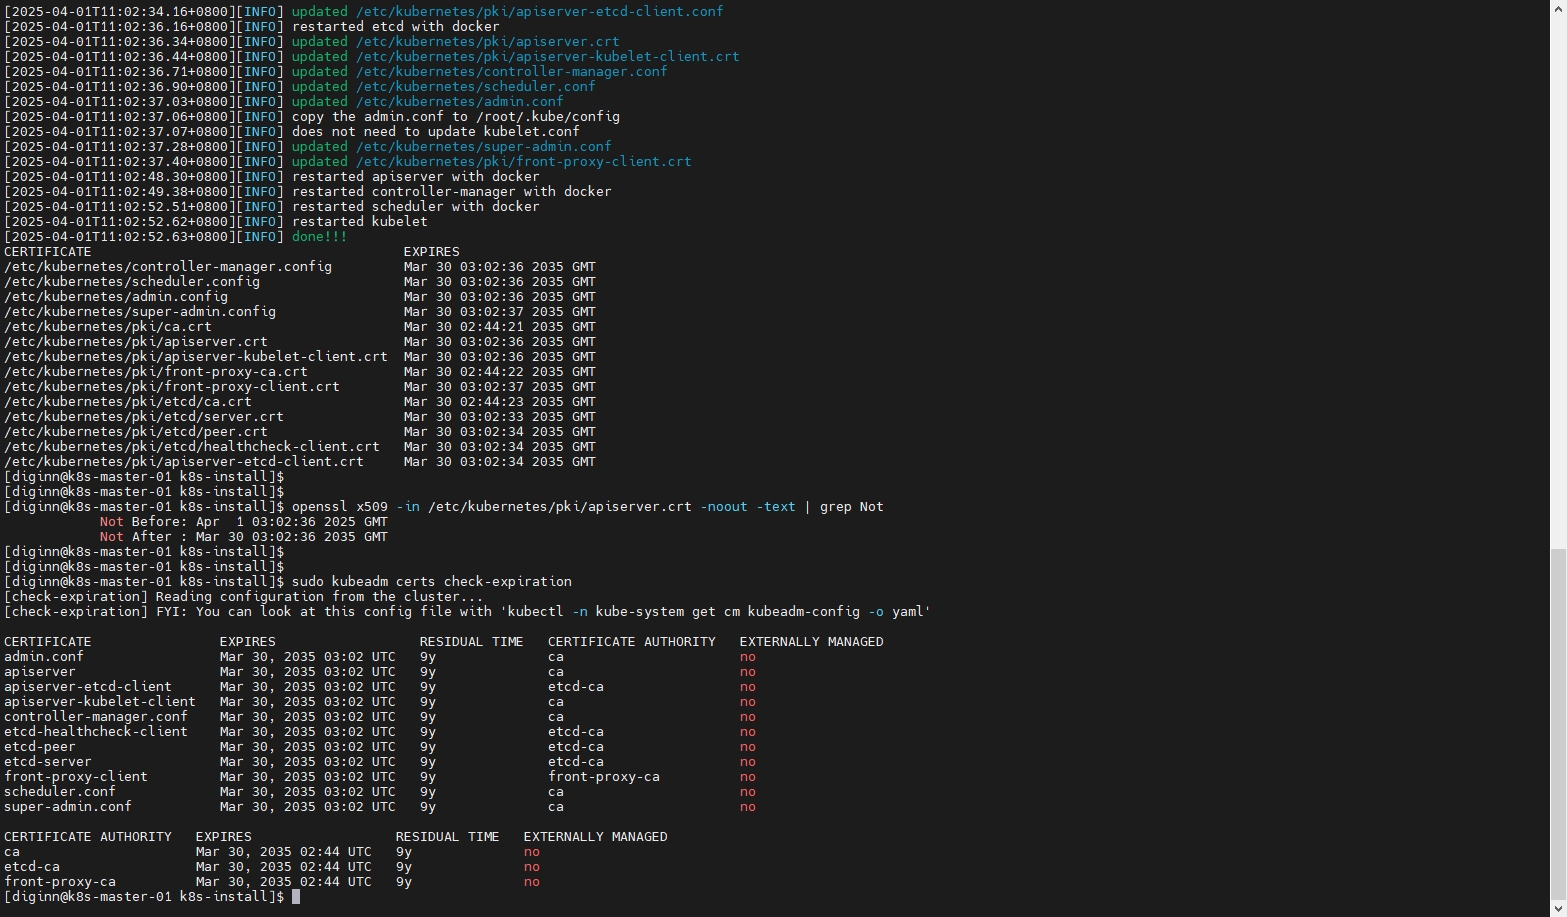 [2025-04-01T11:02:34.16+0800][INFO] updated /etc/kubernetes/pki/apiserver-etcd-client.conf
[2025-04-01T11:02:36.16+0800][INFO] restarted etcd with docker
[2025-04-01T11:02:36.34+0800][INFO] updated /etc/kubernetes/pki/apiserver.crt
[2025-04-01T11:02:36.44+0800][INFO] updated /etc/kubernetes/pki/apiserver-kubelet-client.crt
[2025-04-01T11:02:36.71+0800][INFO] updated /etc/kubernetes/controller-manager.conf
[2025-04-01T11:02:36.90+0800][INFO] updated /etc/kubernetes/scheduler.conf
[2025-04-01T11:02:37.03+0800][INFO] updated /etc/kubernetes/admin.conf
[2025-04-01T11:02:37.06+0800][INFO] copy the admin.conf to /root/.kube/config
[2025-04-01T11:02:37.07+0800][INFO] does not need to update kubelet.conf
[2025-04-01T11:02:37.28+0800][INFO] updated /etc/kubernetes/super-admin.conf
[2025-04-01T11:02:37.40+0800][INFO] updated /etc/kubernetes/pki/front-proxy-client.crt
[2025-04-01T11:02:48.30+0800][INFO] restarted apiserver with docker
[2025-04-01T11:02:49.38+0800][INFO] restarted controller-manager with docker
[2025-04-01T11:02:52.51+0800][INFO] restarted scheduler with docker
[2025-04-01T11:02:52.62+0800][INFO] restarted kubelet
[2025-04-01T11:02:52.63+0800][INFO] done!!!
CERTIFICATE                                       EXPIRES
/etc/kubernetes/controller-manager.config         Mar 30 03:02:36 2035 GMT
/etc/kubernetes/scheduler.config                  Mar 30 03:02:36 2035 GMT
/etc/kubernetes/admin.config                      Mar 30 03:02:36 2035 GMT
/etc/kubernetes/super-admin.config                Mar 30 03:02:37 2035 GMT
/etc/kubernetes/pki/ca.crt                        Mar 30 02:44:21 2035 GMT
/etc/kubernetes/pki/apiserver.crt                 Mar 30 03:02:36 2035 GMT
/etc/kubernetes/pki/apiserver-kubelet-client.crt  Mar 30 03:02:36 2035 GMT
/etc/kubernetes/pki/front-proxy-ca.crt            Mar 30 02:44:22 2035 GMT
/etc/kubernetes/pki/front-proxy-client.crt        Mar 30 03:02:37 2035 GMT
/etc/kubernetes/pki/etcd/ca.crt                   Mar 30 02:44:23 2035 GMT
/etc/kubernetes/pki/etcd/server.crt               Mar 30 03:02:33 2035 GMT
/etc/kubernetes/pki/etcd/peer.crt                 Mar 30 03:02:34 2035 GMT
/etc/kubernetes/pki/etcd/healthcheck-client.crt   Mar 30 03:02:34 2035 GMT
/etc/kubernetes/pki/apiserver-etcd-client.crt     Mar 30 03:02:34 2035 GMT
[diginn@k8s-master-01 k8s-install]$
[diginn@k8s-master-01 k8s-install]$
[diginn@k8s-master-01 k8s-install]$ openssl x509 -in /etc/kubernetes/pki/apiserver.crt -noout -text | grep Not
            Not Before: Apr  1 03:02:36 2025 GMT
            Not After : Mar 30 03:02:36 2035 GMT
[diginn@k8s-master-01 k8s-install]$
[diginn@k8s-master-01 k8s-install]$
[diginn@k8s-master-01 k8s-install]$ sudo kubeadm certs check-expiration
[check-expiration] Reading configuration from the cluster...
[check-expiration] FYI: You can look at this config file with 'kubectl -n kube-system get cm kubeadm-config -o yaml'

CERTIFICATE                EXPIRES                  RESIDUAL TIME   CERTIFICATE AUTHORITY   EXTERNALLY MANAGED
admin.conf                 Mar 30, 2035 03:02 UTC   9y              ca                      no
apiserver                  Mar 30, 2035 03:02 UTC   9y              ca                      no
apiserver-etcd-client      Mar 30, 2035 03:02 UTC   9y              etcd-ca                 no
apiserver-kubelet-client   Mar 30, 2035 03:02 UTC   9y              ca                      no
controller-manager.conf    Mar 30, 2035 03:02 UTC   9y              ca                      no
etcd-healthcheck-client    Mar 30, 2035 03:02 UTC   9y              etcd-ca                 no
etcd-peer                  Mar 30, 2035 03:02 UTC   9y              etcd-ca                 no
etcd-server                Mar 30, 2035 03:02 UTC   9y              etcd-ca                 no
front-proxy-client         Mar 30, 2035 03:02 UTC   9y              front-proxy-ca          no
scheduler.conf             Mar 30, 2035 03:02 UTC   9y              ca                      no
super-admin.conf           Mar 30, 2035 03:02 UTC   9y              ca                      no

CERTIFICATE AUTHORITY   EXPIRES                  RESIDUAL TIME   EXTERNALLY MANAGED
ca                      Mar 30, 2035 02:44 UTC   9y              no
etcd-ca                 Mar 30, 2035 02:44 UTC   9y              no
front-proxy-ca          Mar 30, 2035 02:44 UTC   9y              no
[diginn@k8s-master-01 k8s-install]$